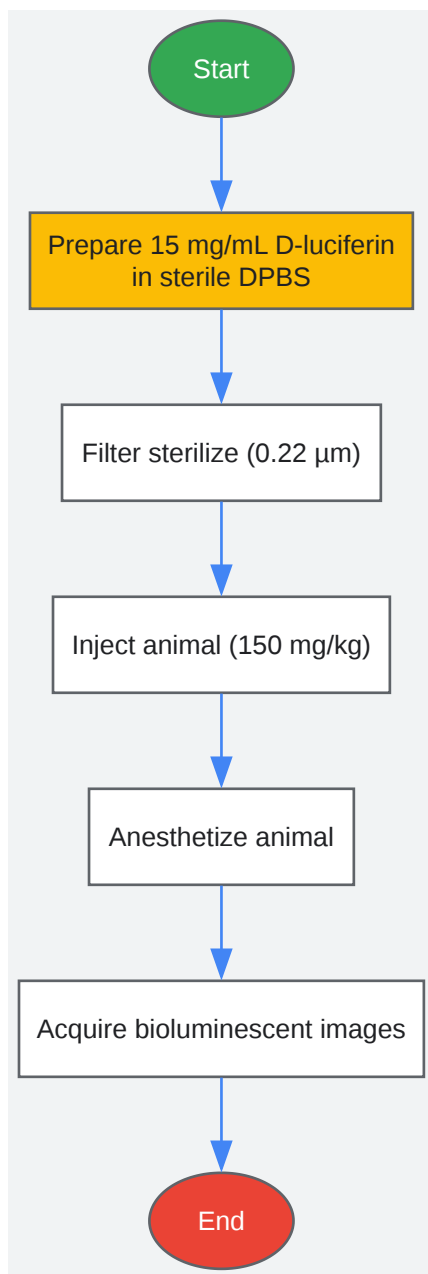 Start
Prepare 15 mg/mL D-luciferin
in sterile DPBS
Filter sterilize (0.22 µm)
Inject animal (150 mg/kg)
Anesthetize animal
Acquire bioluminescent images
End